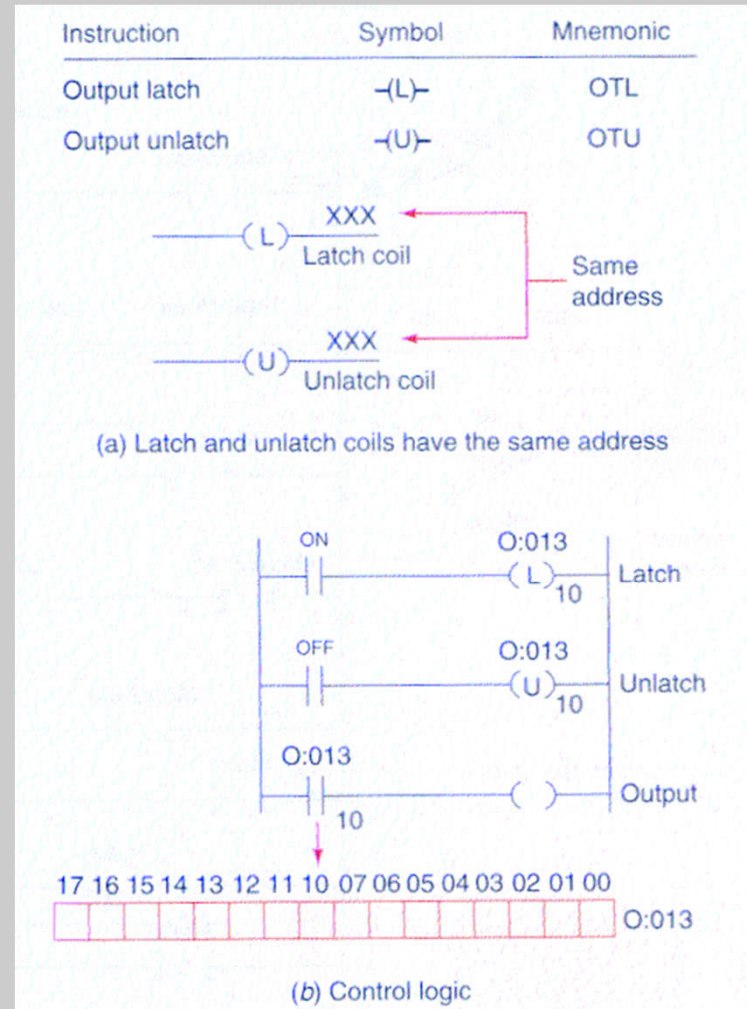 Instruction Symbol Mnemonic
Output latch (L) OTL
Output unlatch (U) OTU
XXX
(L)
Latch coil
Same
address
XXX
(U)
Unlatch coil
(a) Latch and unlatch coils have the same address
ON O:013
(L) Latch
10
OFF O:013
(U) Unlatch
10
O:013
( ) Output
10
17 16 15 14 13 12 11 10 07 06 05 04 03 02 01 00
O:013
(b) Control logic